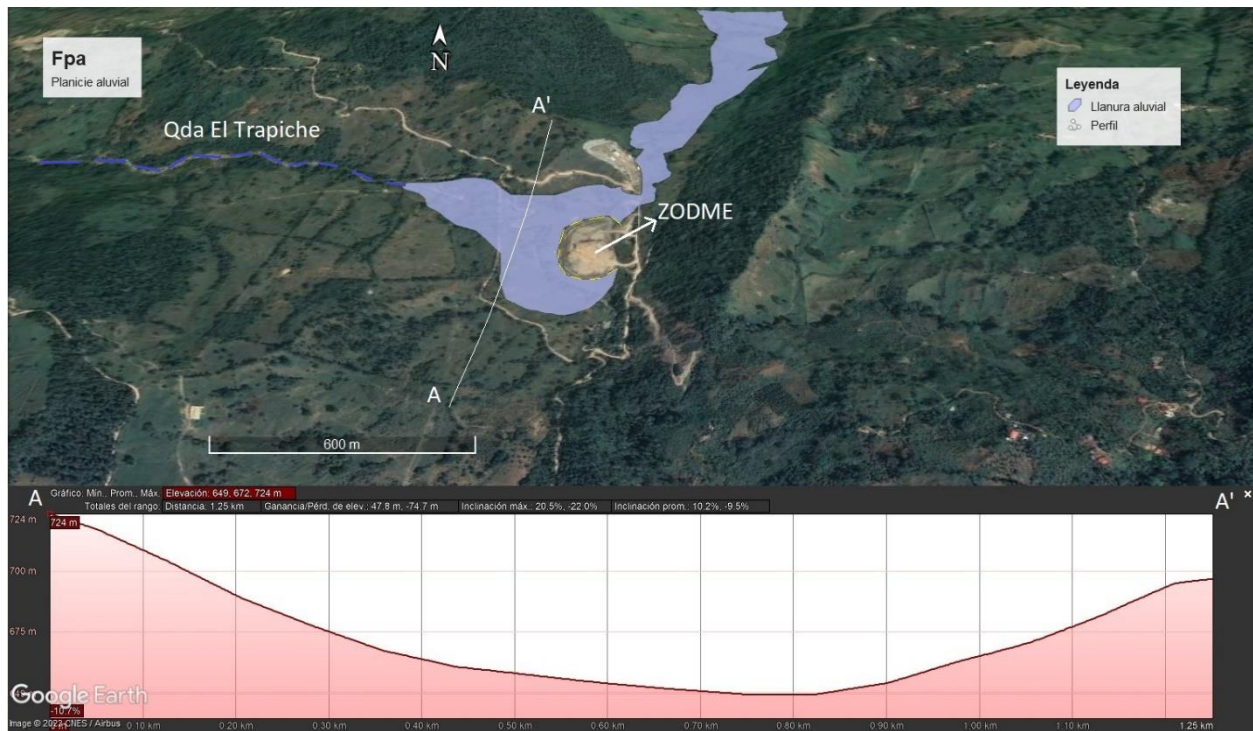 Fpa
Planicie aluvial
N
Leyenda
Llanura aluvial
Perfil
A'
Qda El Trapiche
ZODME
A
600 m
A
Gráfico: Mín., Prom., Máx. Elevación: 649, 672, 724 m
Totales del rango: Distancia: 1.25 km Ganancia/Pérd. de elev.: 47.8 m, -74.7 m Inclinación máx.: 20.5%, -22.0% Inclinación prom.: 10.2%, -9.5%
A'
724 m
724 m
700 m
675 m
Google Earth
-10.7%
Image © 2023 CNES / Airbus
0.10 km 0.20 km 0.30 km 0.40 km 0.50 km 0.60 km 0.70 km 0.80 km 0.90 km 1.00 km 1.10 km 1.25 km